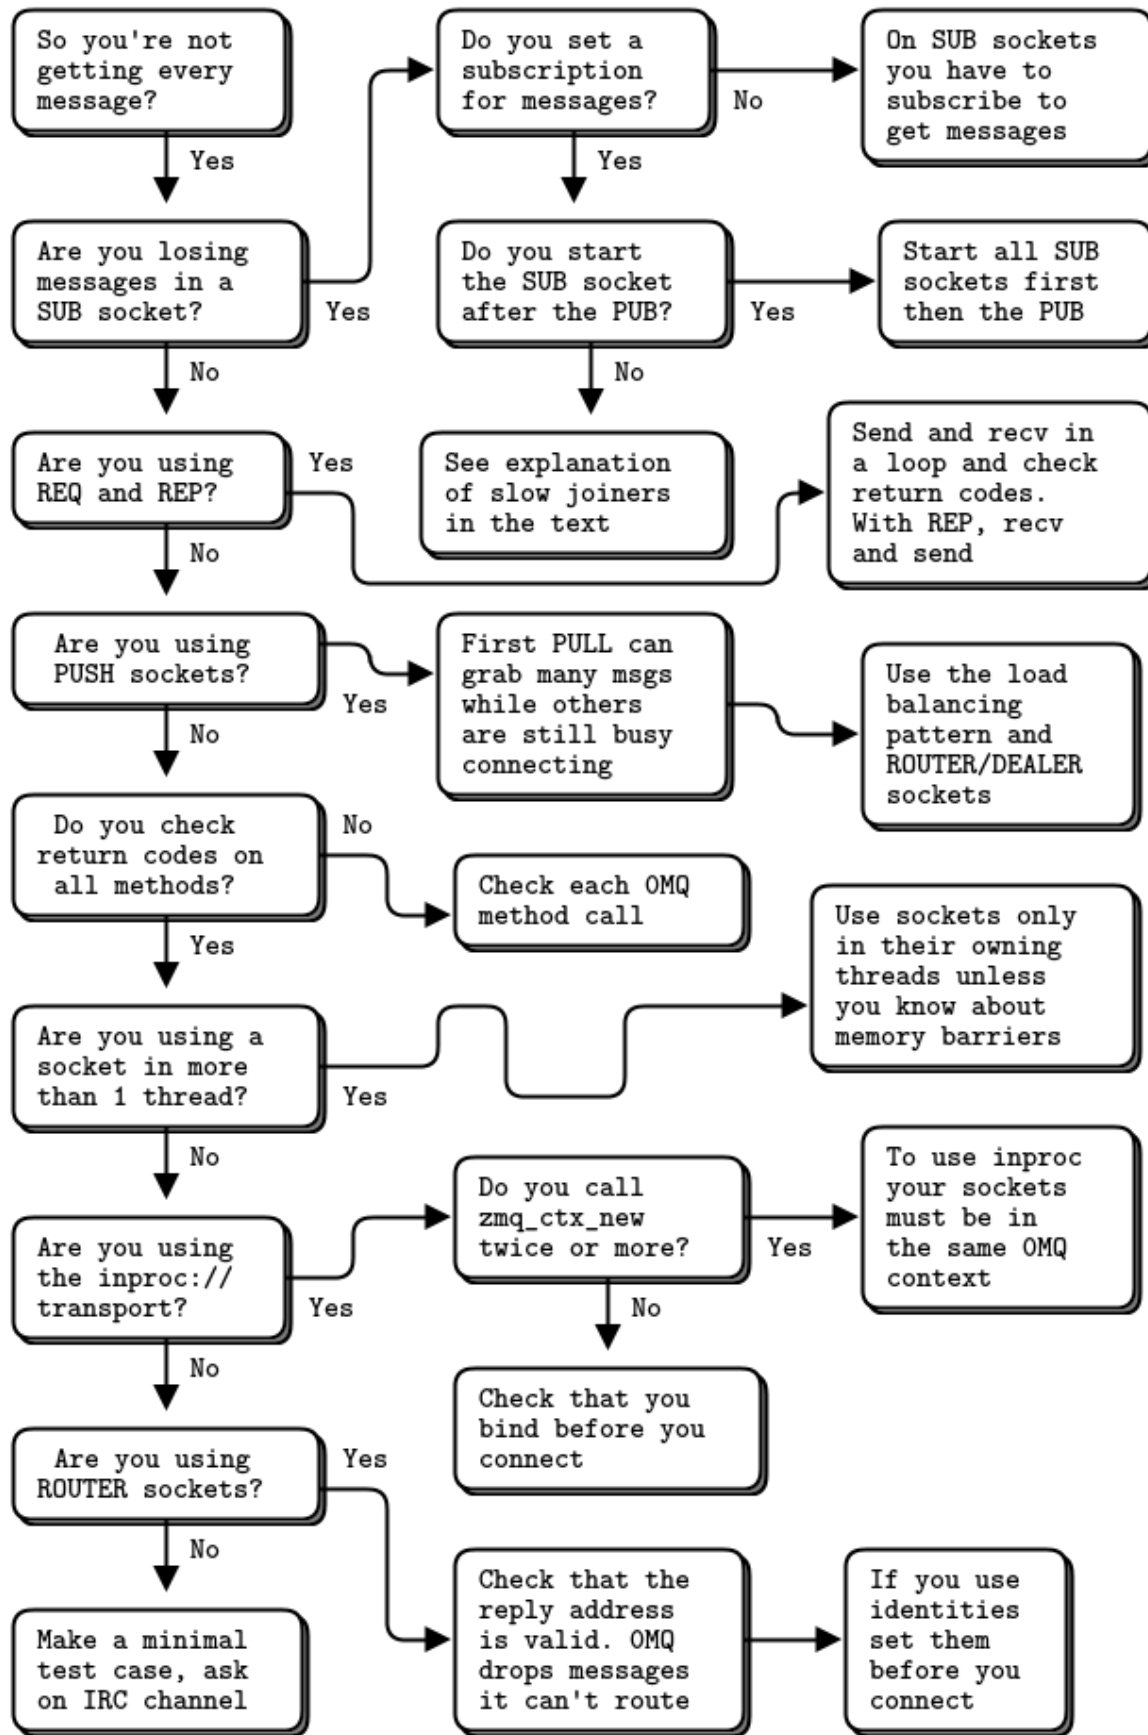 So you're not
getting every
message?
Do you set a
subscription
for messages?
On SUB sockets
you have to
subscribe to
get messages
No
Yes
Yes
Are you losing
messages in a
SUB socket?
Yes
Do you start
the SUB socket
after the PUB?
Yes
Start all SUB
sockets first
then the PUB
No
No
Are you using
REQ and REP?
Yes
See explanation
of slow joiners
in the text
Send and recv in
a loop and check
return codes.
With REP, recv
and send
No
Are you using
PUSH sockets?
Yes
First PULL can
grab many msgs
while others
are still busy
connecting
Use the load
balancing
pattern and
ROUTER/DEALER
sockets
No
Do you check
return codes on
all methods?
No
Check each OMQ
method call
Use sockets only
in their owning
threads unless
you know about
memory barriers
Yes
Are you using a
socket in more
than 1 thread?
Yes
No
Do you call
zmq_ctx_new
twice or more?
Yes
To use inproc
your sockets
must be in
the same OMQ
context
Are you using
the inproc://
transport?
Yes
No
No
Check that you
bind before you
connect
Are you using
ROUTER sockets?
Yes
No
Check that the
reply address
is valid. OMQ
drops messages
it can't route
If you use
identities
set them
before you
connect
Make a minimal
test case, ask
on IRC channel